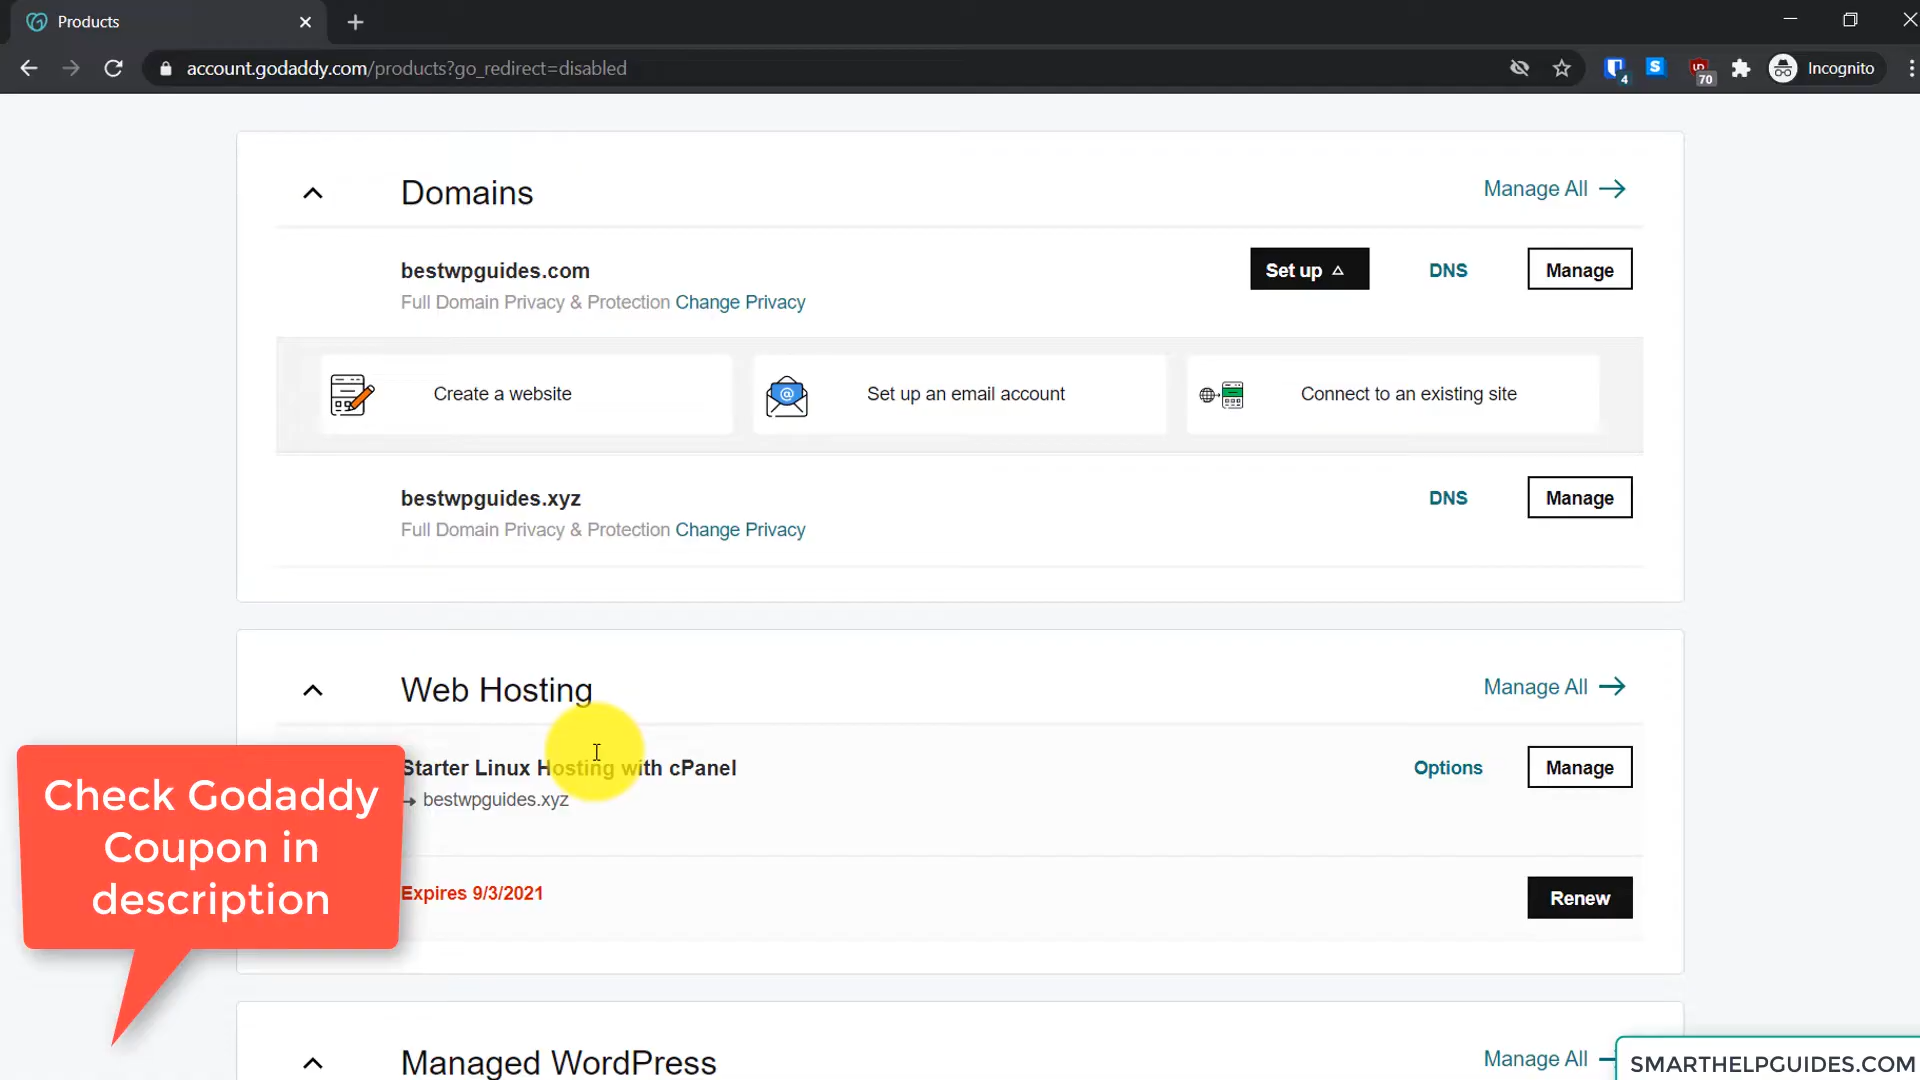 Products
account.godaddy.com/products?go_redirect=disabled
4
70
Incognito
Domains
Manage All
bestwpguides.com
Set up
DNS
Manage
Full Domain Privacy & Protection Change Privacy
Create a website
Set up an email account
Connect to an existing site
bestwpguides.xyz
DNS
Manage
Full Domain Privacy & Protection Change Privacy
Web Hosting
Manage All
Starter Linux Hosting with cPanel
Options
Manage
bestwpguides.xyz
Check Godaddy
Coupon in
description
Expires 9/3/2021
Renew
Managed WordPress
Manage All
SMARTHELPGUIDES.COM